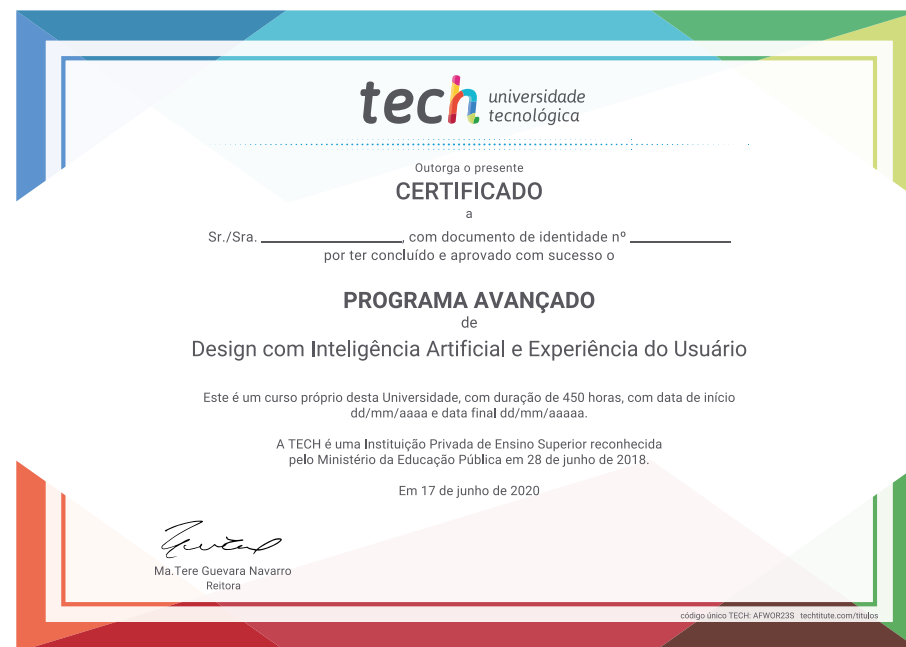 tech universidade
tecnológica
Outorga o presente
CERTIFICADO
a
Sr./Sra. ________________, com documento de identidade nº ____________
por ter concluído e aprovado com sucesso o
PROGRAMA AVANÇADO
de
Design com Inteligência Artificial e Experiência do Usuário
Este é um curso próprio desta Universidade, com duração de 450 horas, com data de início
dd/mm/aaaa e data final dd/mm/aaaaa.
A TECH é uma Instituição Privada de Ensino Superior reconhecida
pelo Ministério da Educação Pública em 28 de junho de 2018.
Em 17 de junho de 2020
Ma.Tere Guevara Navarro
Reitora
código único TECH: AFWOR23S techtitute.com/titulos